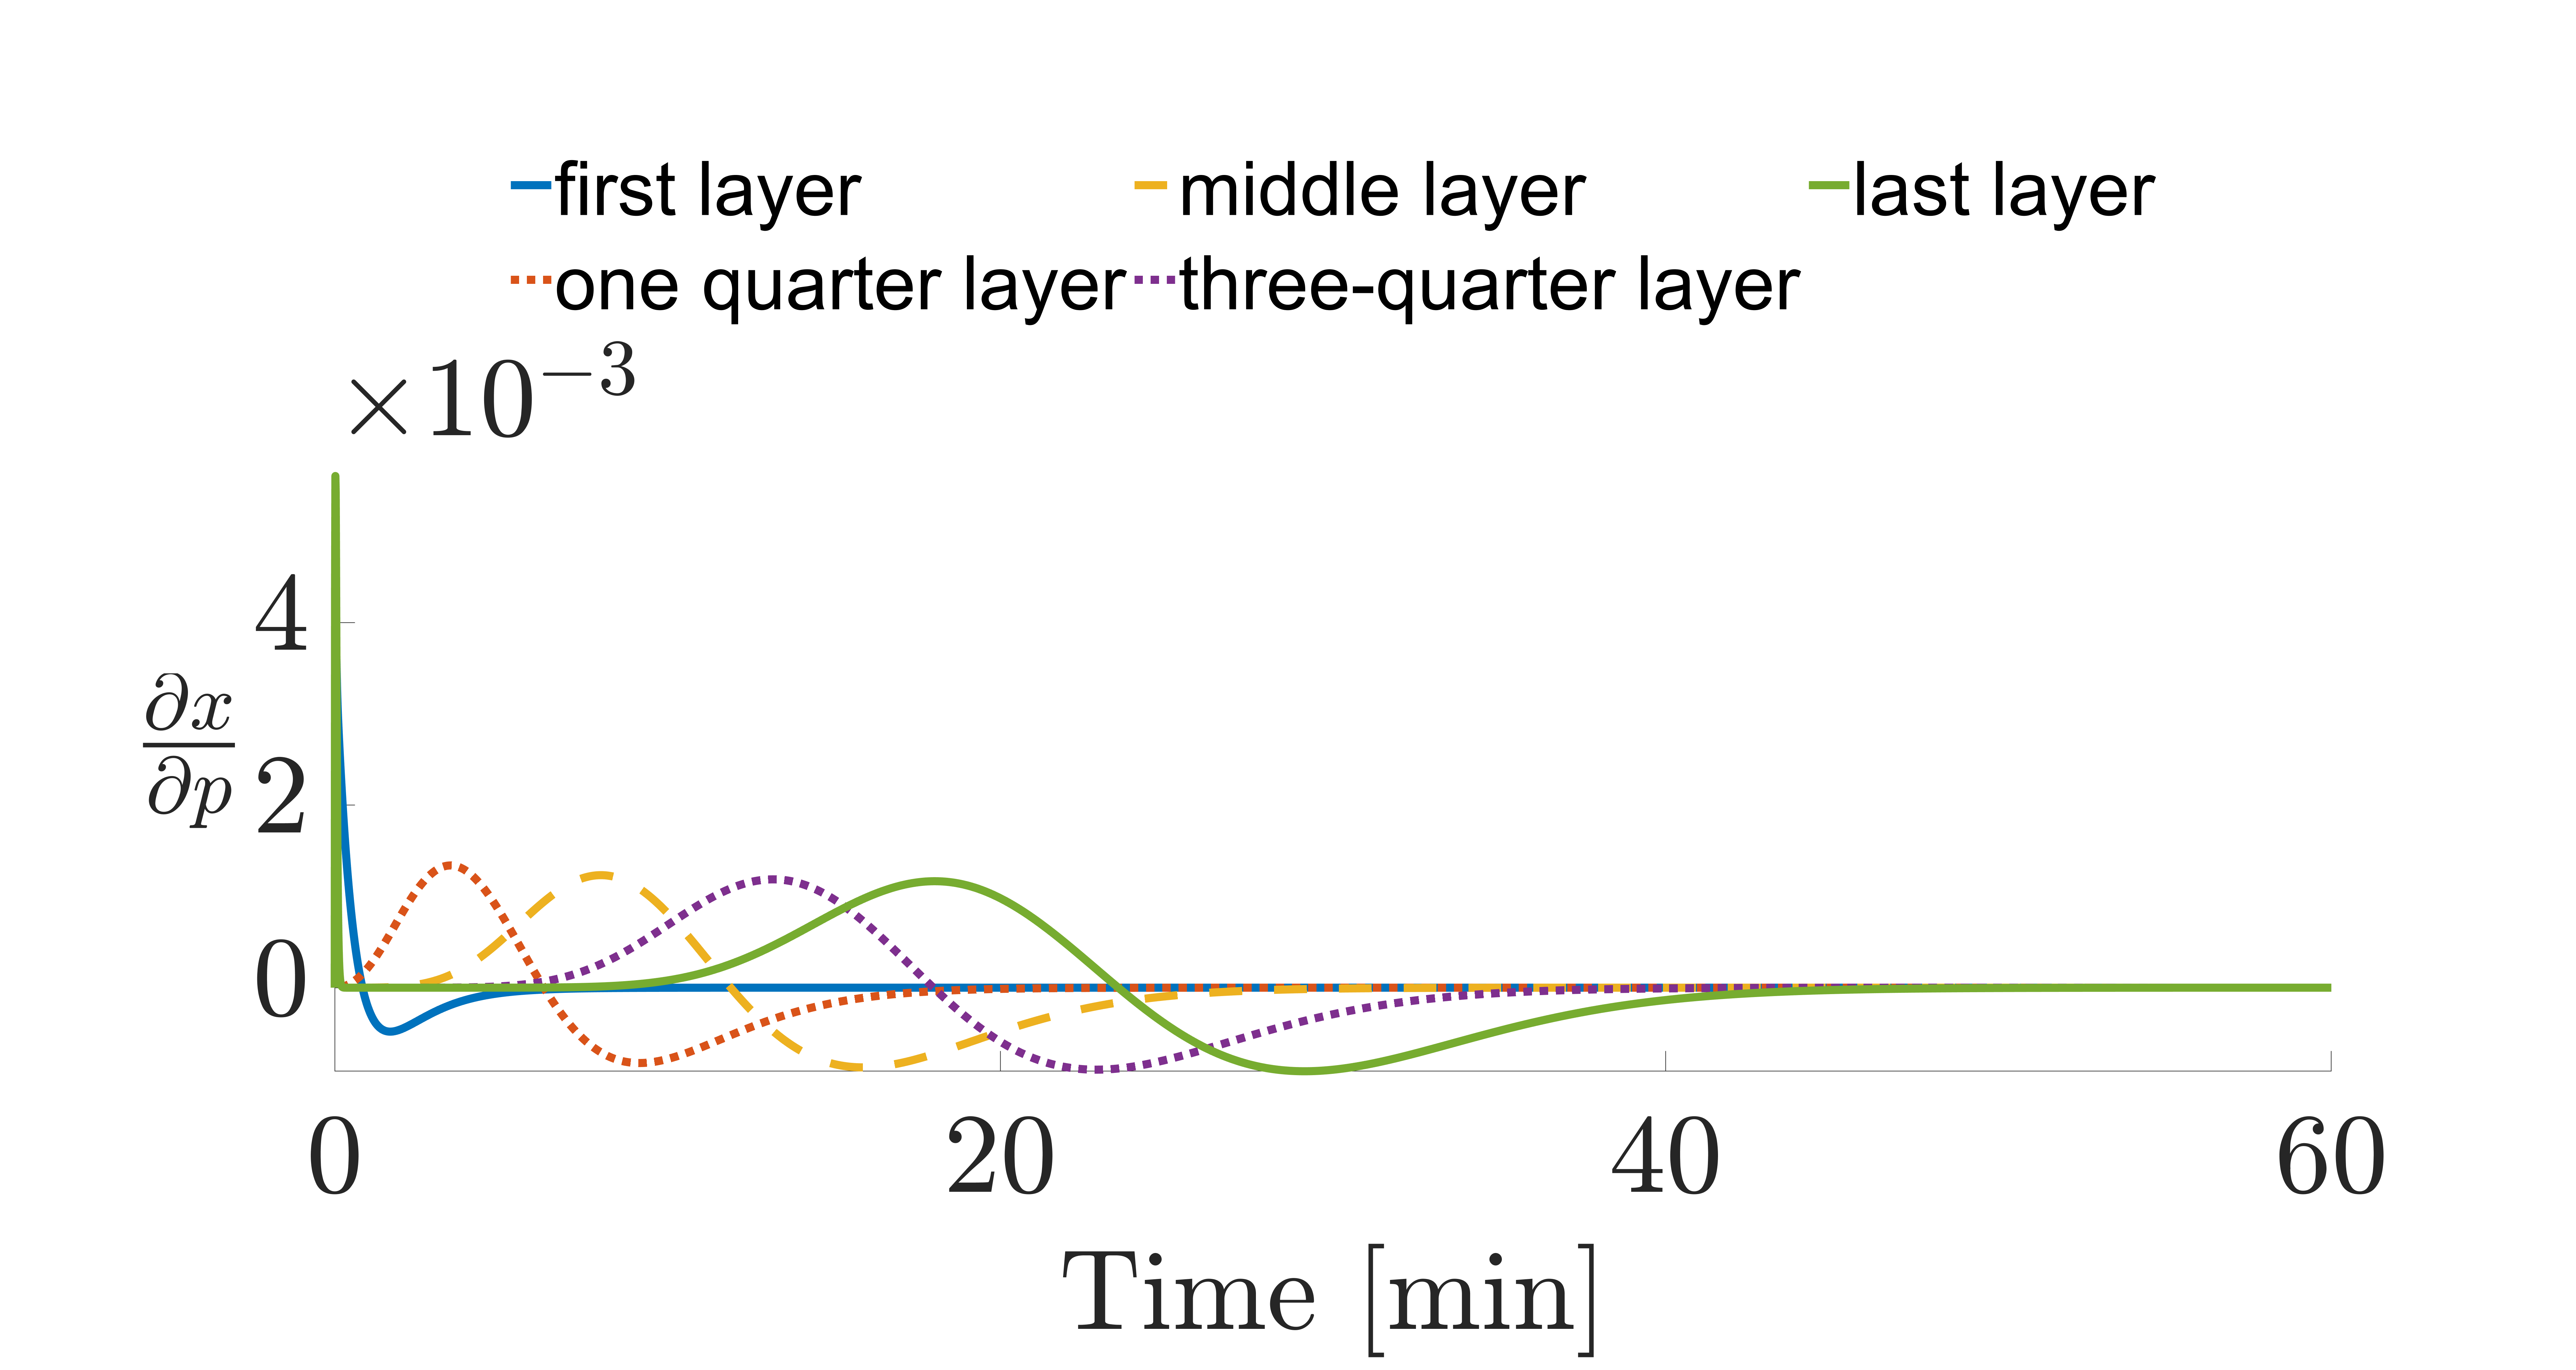 first layer middle layer last layer
one quarter layer three-quarter layer
×10⁻³
4
∂x/∂p
2
0
0 20 40 60
Time [min]